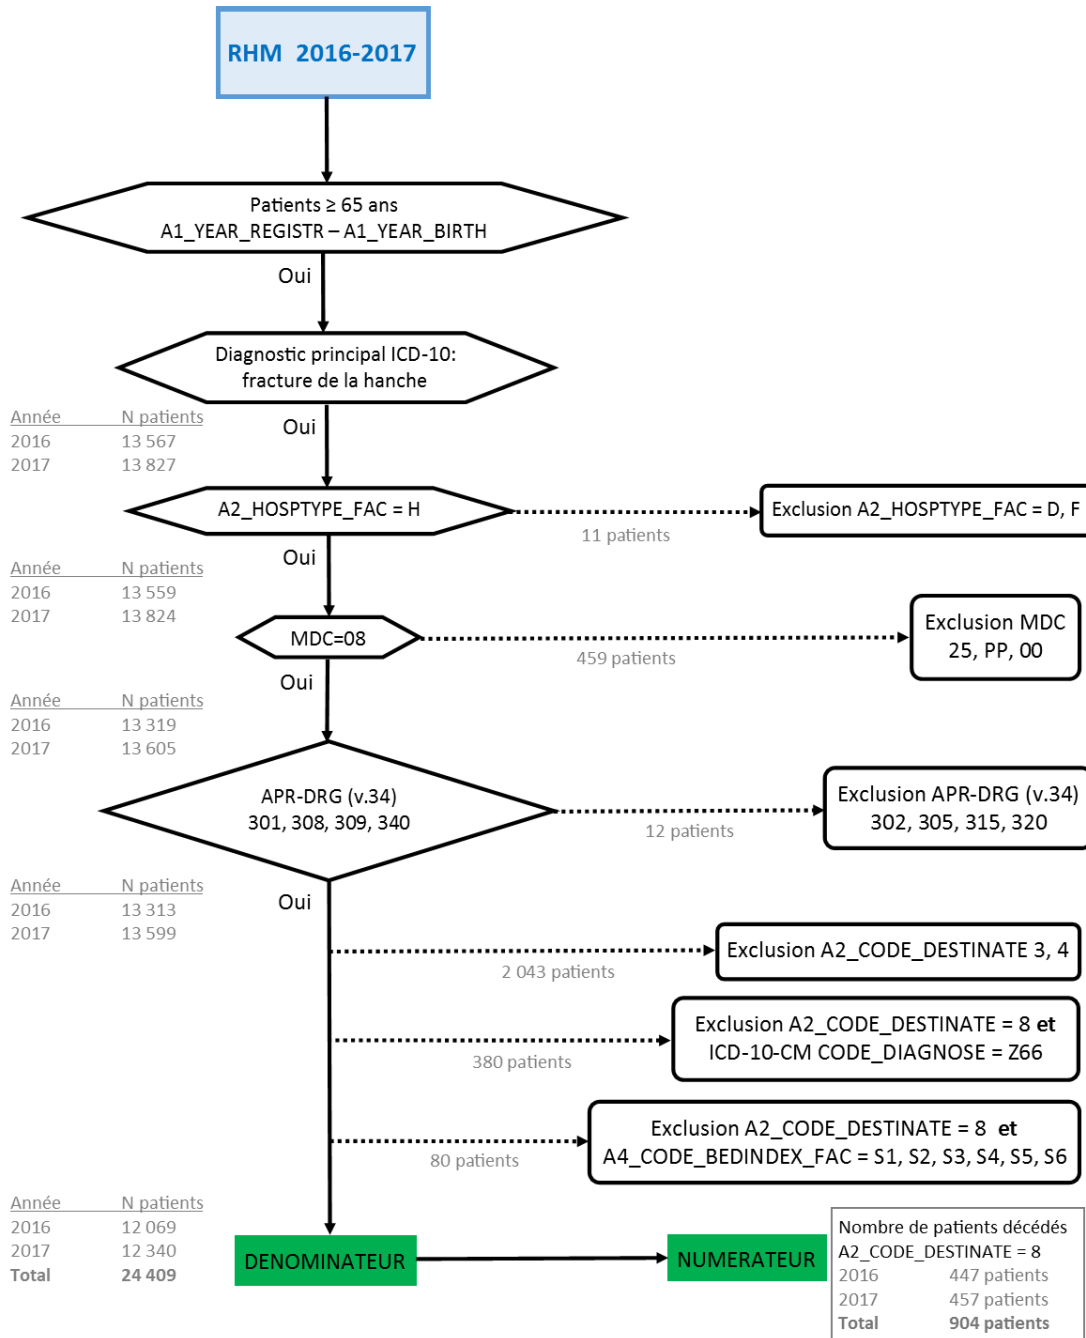 RHM 2016-2017
Patients ≥ 65 ans
A1_YEAR_REGISTR – A1_YEAR_BIRTH
Oui
Diagnostic principal ICD-10:
fracture de la hanche
Année N patients
2016 13 567
2017 13 827
Oui
A2_HOSPTYPE_FAC = H
11 patients
Exclusion A2_HOSPTYPE_FAC = D, F
Année N patients
2016 13 559
2017 13 824
Oui
MDC=08
459 patients
Exclusion MDC
25, PP, 00
Année N patients
2016 13 319
2017 13 605
Oui
APR-DRG (v.34)
301, 308, 309, 340
12 patients
Exclusion APR-DRG (v.34)
302, 305, 315, 320
Année N patients
2016 13 313
2017 13 599
Oui
2 043 patients
Exclusion A2_CODE_DESTINATE 3, 4
380 patients
Exclusion A2_CODE_DESTINATE = 8 et
ICD-10-CM CODE_DIAGNOSE = Z66
80 patients
Exclusion A2_CODE_DESTINATE = 8 et
A4_CODE_BEDINDEX_FAC = S1, S2, S3, S4, S5, S6
Année N patients
2016 12 069
2017 12 340
Total 24 409
DENOMINATEUR
NUMERATEUR
Nombre de patients décédés
A2_CODE_DESTINATE = 8
2016 447 patients
2017 457 patients
Total 904 patients